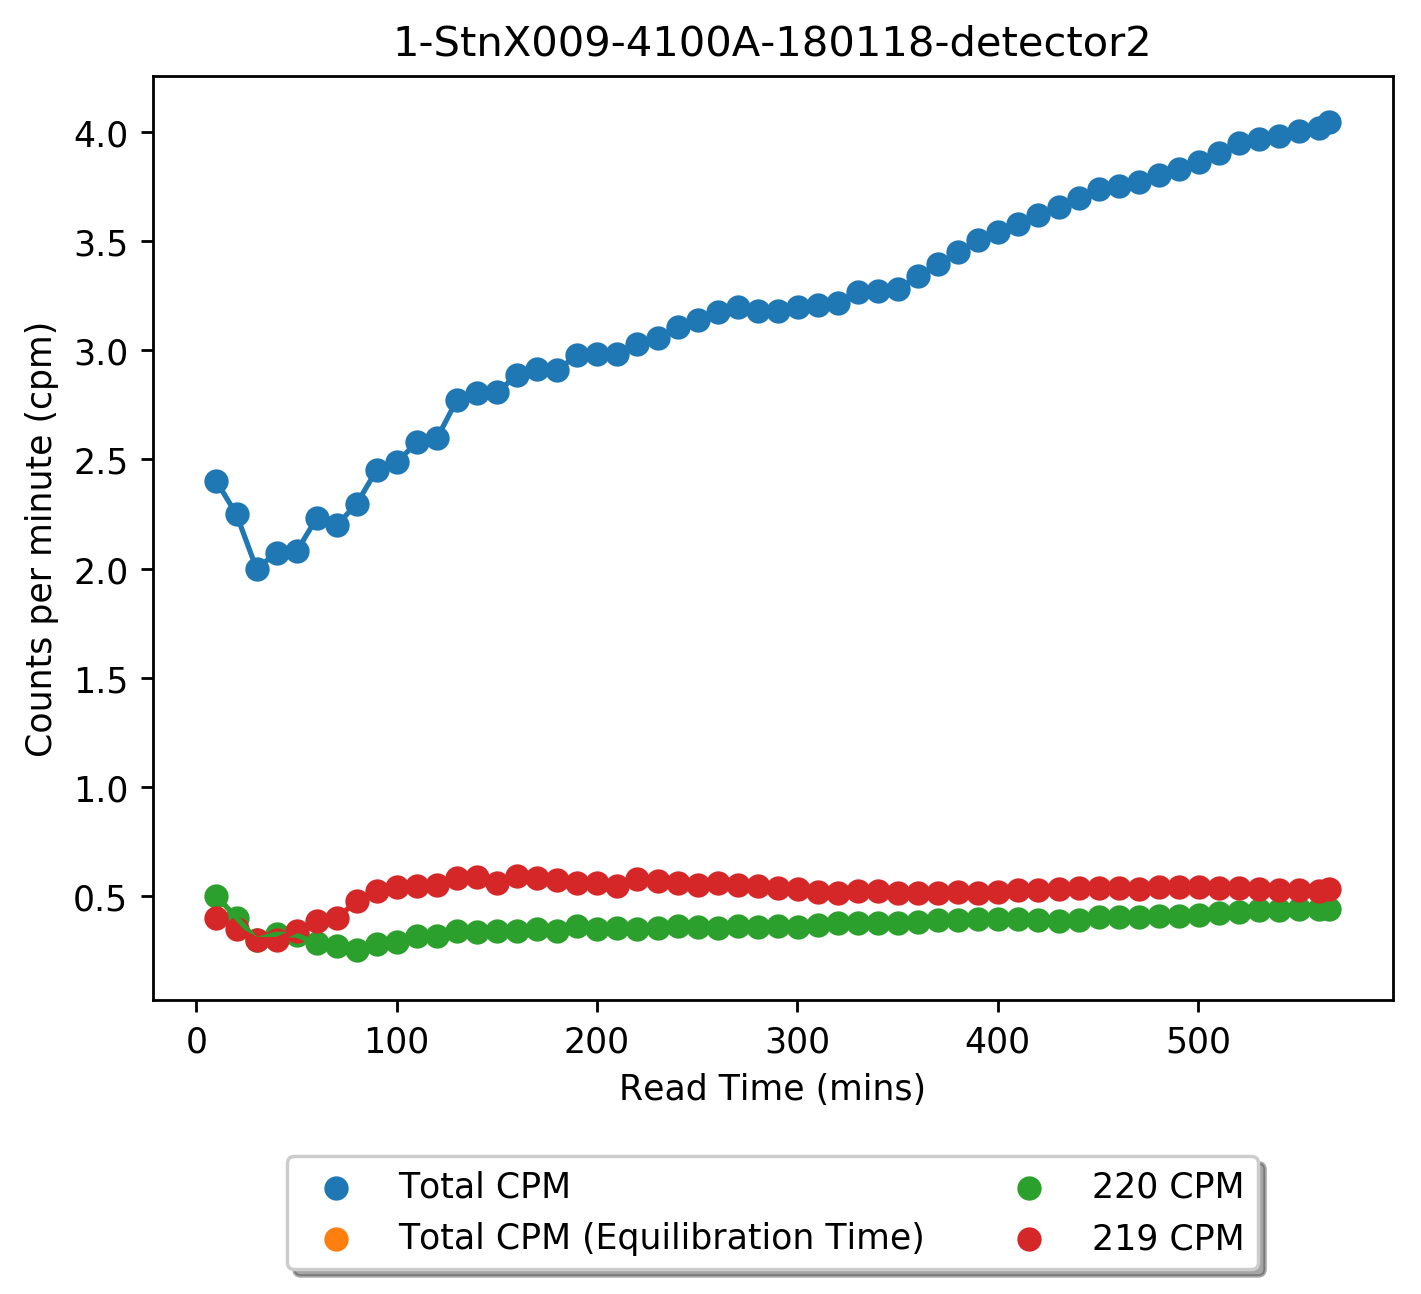 1-StnX009-4100A-180118-detector2
Counts per minute (cpm)
4.0
3.5
3.0
2.5
2.0
1.5
1.0
0.5
0 100 200 300 400 500
Read Time (mins)
Total CPM
Total CPM (Equilibration Time)
220 CPM
219 CPM